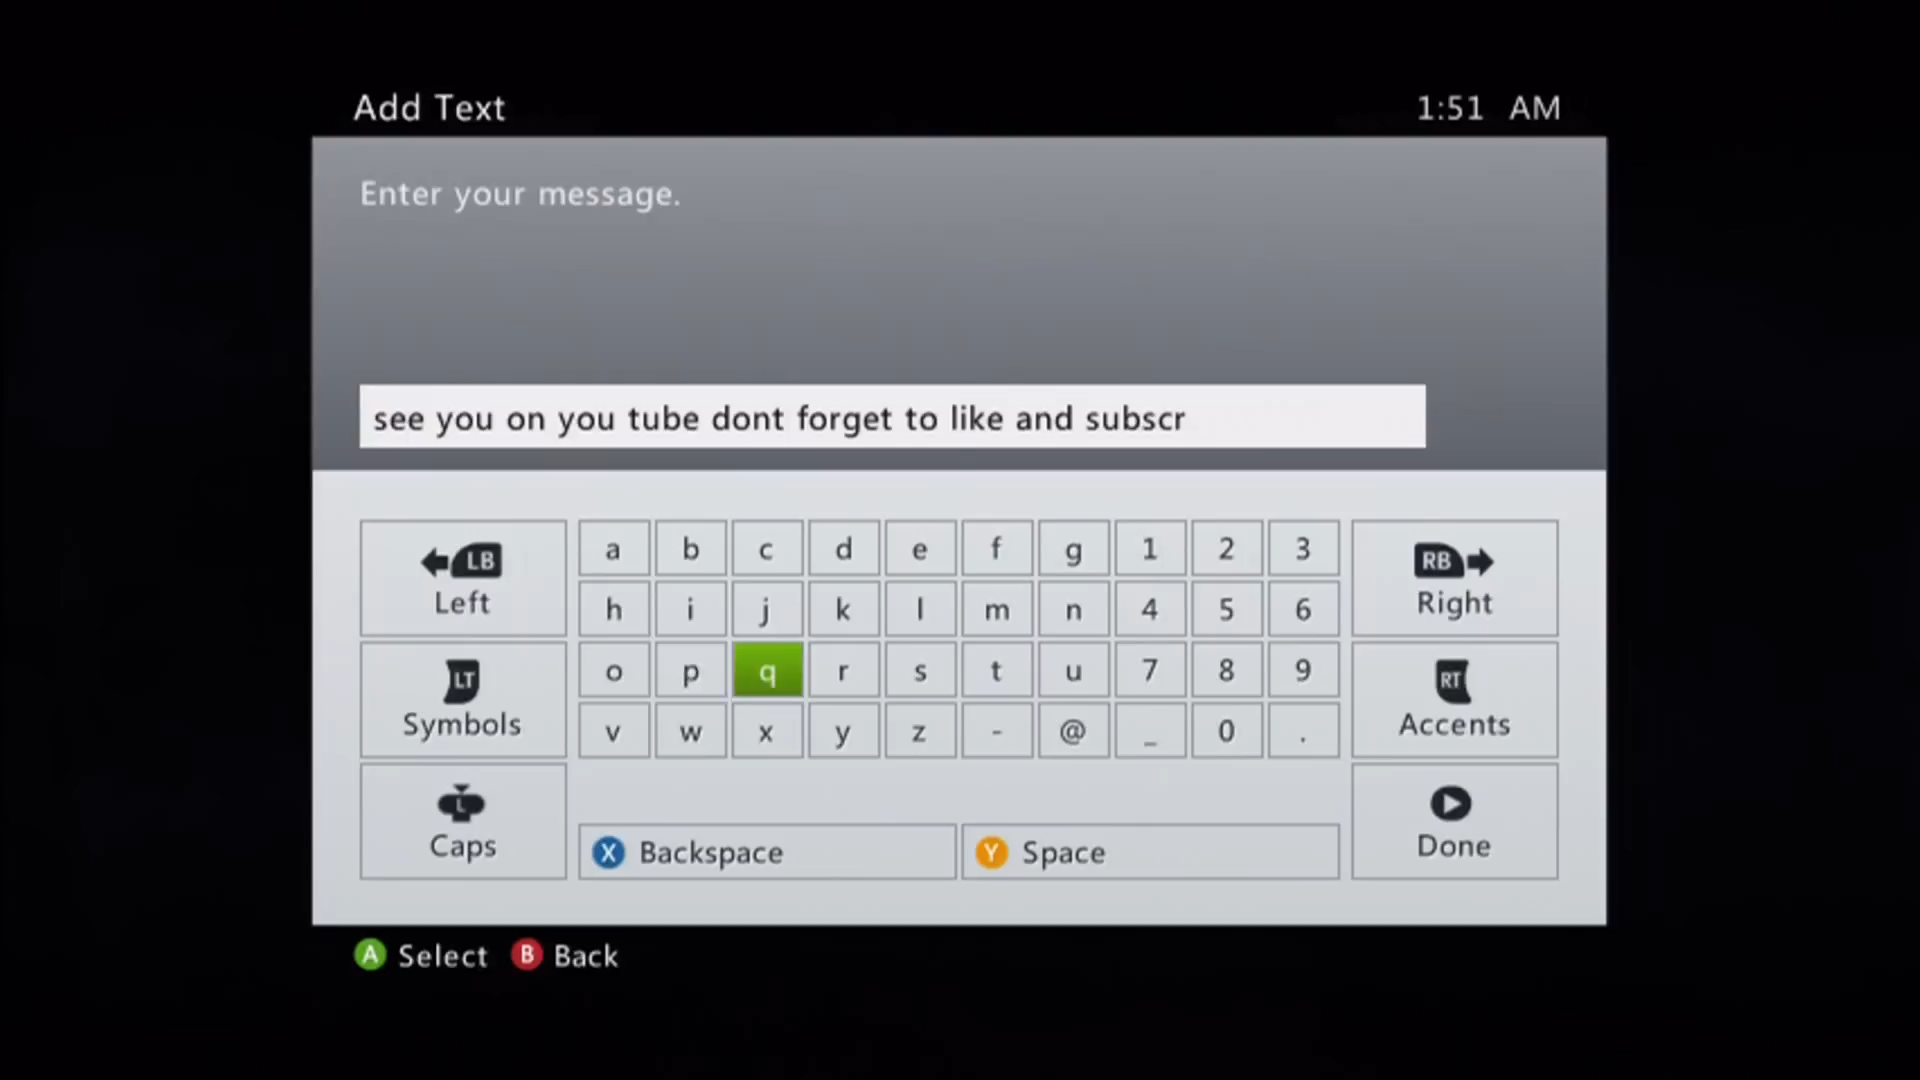 Add Text 1:51 AM
Enter your message.
see you on you tube dont forget to like and subscr
LB a b c d e f g 1 2 3 RB
Left h i j k l m n 4 5 6 Right
LT o p q r s t u 7 8 9 RT
Symbols v w x y z - @ _ 0 . Accents
L
Caps X Backspace Y Space Done
A Select B Back